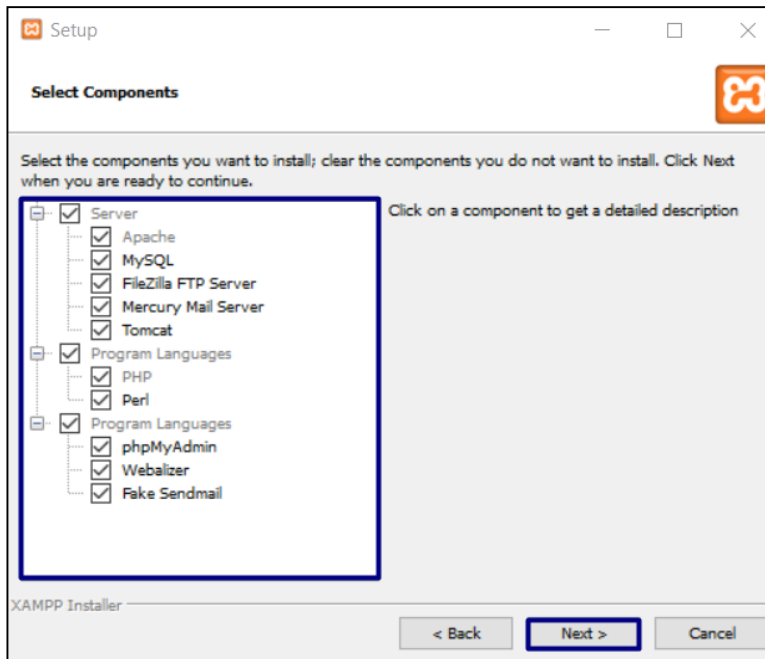 Setup
Select Components
Select the components you want to install; clear the components you do not want to install. Click Next
when you are ready to continue.
Server
Apache
MySQL
FileZilla FTP Server
Mercury Mail Server
Tomcat
Program Languages
PHP
Perl
Program Languages
phpMyAdmin
Webalizer
Fake Sendmail
Click on a component to get a detailed description
XAMPP Installer
< Back
Next >
Cancel